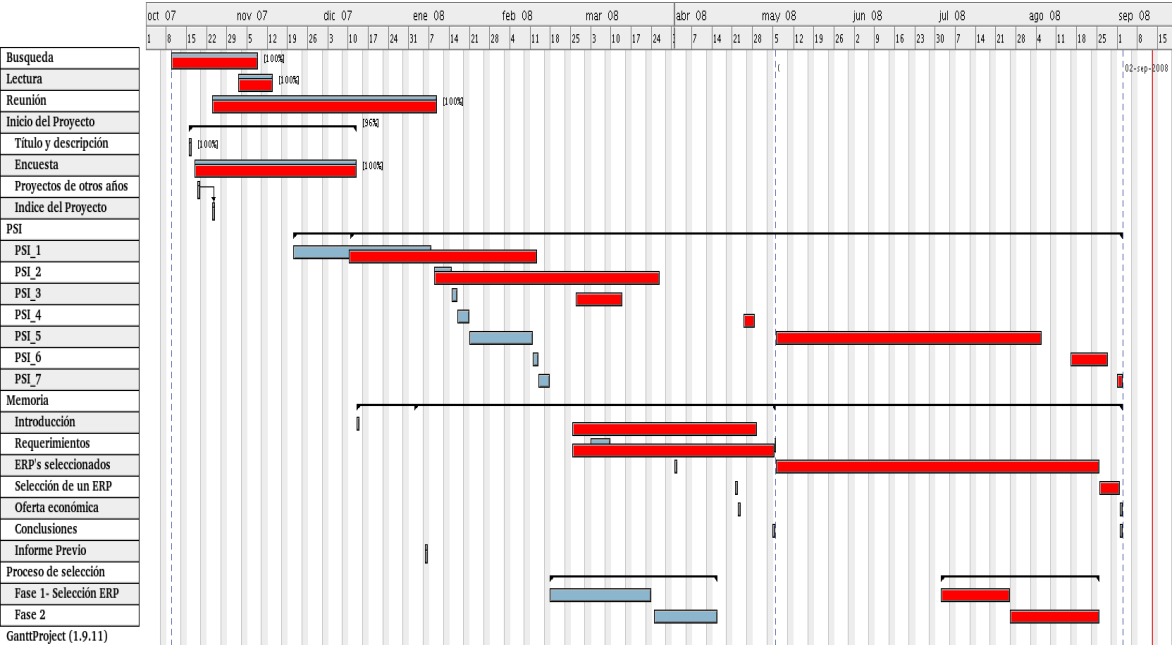 oct 07 nov 07 dic 07 ene 08 feb 08 mar 08 abr 08 may 08 jun 08 jul 08 ago 08 sep 08
1 8 15 22 29 5 12 19 26 3 10 17 24 31 7 14 21 28 4 11 18 25 3 10 17 24 7 14 21 28 5 12 19 26 2 9 16 23 30 7 14 21 28 4 11 18 25 1 8 15
02-sep-2008
Busqueda [100%]
Lectura [100%]
Reunión [100%]
Inicio del Proyecto [96%]
Título y descripción [100%]
Encuesta [100%]
Proyectos de otros años
Indice del Proyecto
PSI
PSI_1
PSI_2
PSI_3
PSI_4
PSI_5
PSI_6
PSI_7
Memoria
Introducción
Requerimientos
ERP's seleccionados
Selección de un ERP
Oferta económica
Conclusiones
Informe Previo
Proceso de selección
Fase 1- Selección ERP
Fase 2
GanttProject (1.9.11)